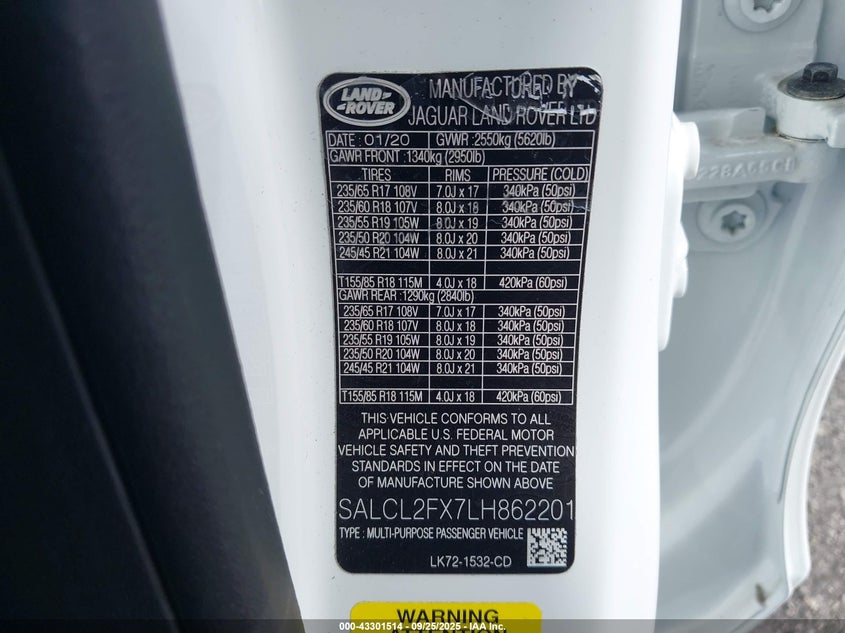 LAND ROVER
MANUFACTURED BY
JAGUAR LAND ROVER LTD
DATE : 01/20 GVWR : 2550kg (5620lb)
GAWR FRONT : 1340kg (2950lb)
TIRES RIMS PRESSURE (COLD)
235/65 R17 108V 7.0J x 17 340kPa (50psi)
235/60 R18 107V 8.0J x 18 340kPa (50psi)
235/55 R19 105W 8.0J x 19 340kPa (50psi)
235/50 R20 104W 8.0J x 20 340kPa (50psi)
245/45 R21 104W 8.0J x 21 340kPa (50psi)
T155/85 R18 115M 4.0J x 18 420kPa (60psi)
GAWR REAR : 1290kg (2840lb)
235/65 R17 108V 7.0J x 17 340kPa (50psi)
235/60 R18 107V 8.0J x 18 340kPa (50psi)
235/55 R19 105W 8.0J x 19 340kPa (50psi)
235/50 R20 104W 8.0J x 20 340kPa (50psi)
245/45 R21 104W 8.0J x 21 340kPa (50psi)
T155/85 R18 115M 4.0J x 18 420kPa (60psi)
THIS VEHICLE CONFORMS TO ALL
APPLICABLE U.S. FEDERAL MOTOR
VEHICLE SAFETY AND THEFT PREVENTION
STANDARDS IN EFFECT ON THE DATE
OF MANUFACTURE SHOWN ABOVE
SALCL2FX7LH862201
TYPE : MULTI-PURPOSE PASSENGER VEHICLE
LK72-1532-CD
WARNING
000-43301514 - 09/25/2025 - IAA Inc.